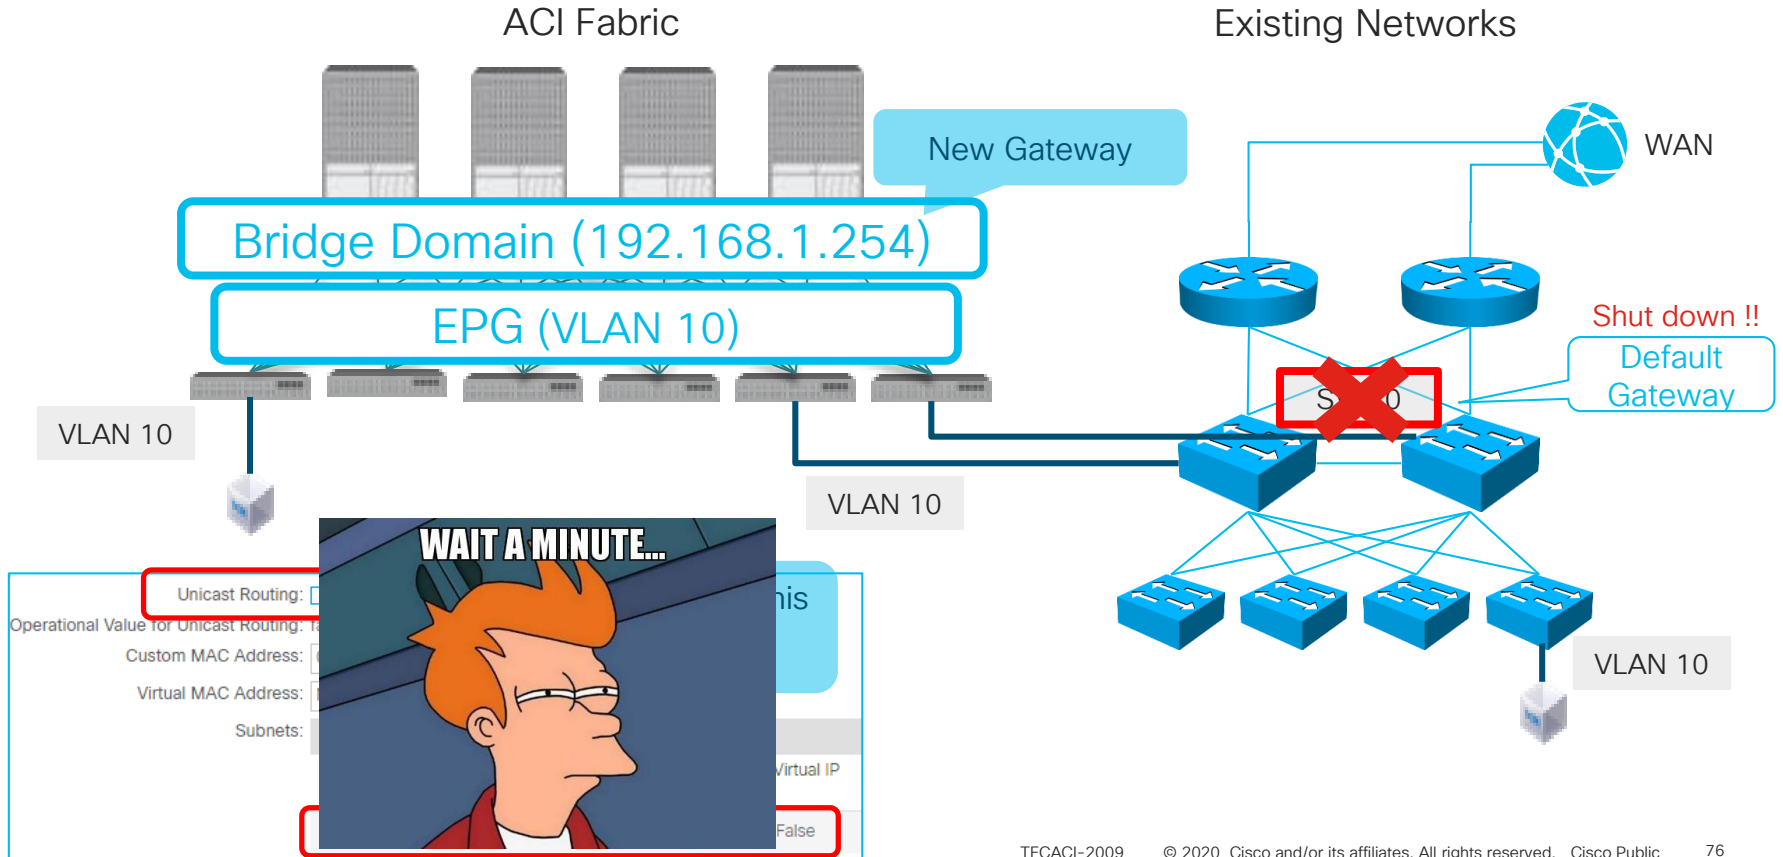 ACI Fabric
Existing Networks
New Gateway
WAN
Bridge Domain (192.168.1.254)
EPG (VLAN 10)
Shut down !!
Default
Gateway
VLAN 10
VLAN 10
WAIT A MINUTE...
Unicast Routing:
Operational Value for Unicast Routing:
Custom MAC Address:
Virtual MAC Address:
Subnets:
Virtual IP
False
VLAN 10
TECACI-2009 © 2020 Cisco and/or its affiliates. All rights reserved. Cisco Public 76